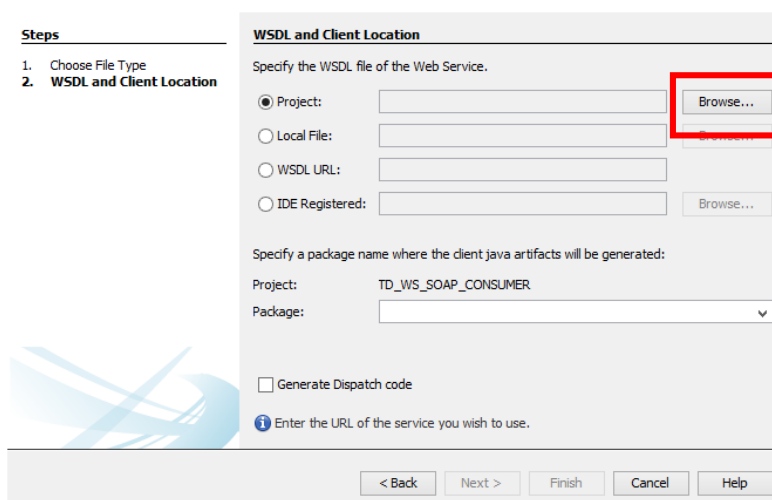 Steps
1. Choose File Type
2. WSDL and Client Location
WSDL and Client Location
Specify the WSDL file of the Web Service.
Project: Browse...
Local File: Browse...
WSDL URL:
IDE Registered: Browse...
Specify a package name where the client java artifacts will be generated:
Project: TD_WS_SOAP_CONSUMER
Package:
Generate Dispatch code
Enter the URL of the service you wish to use.
< Back Next > Finish Cancel Help